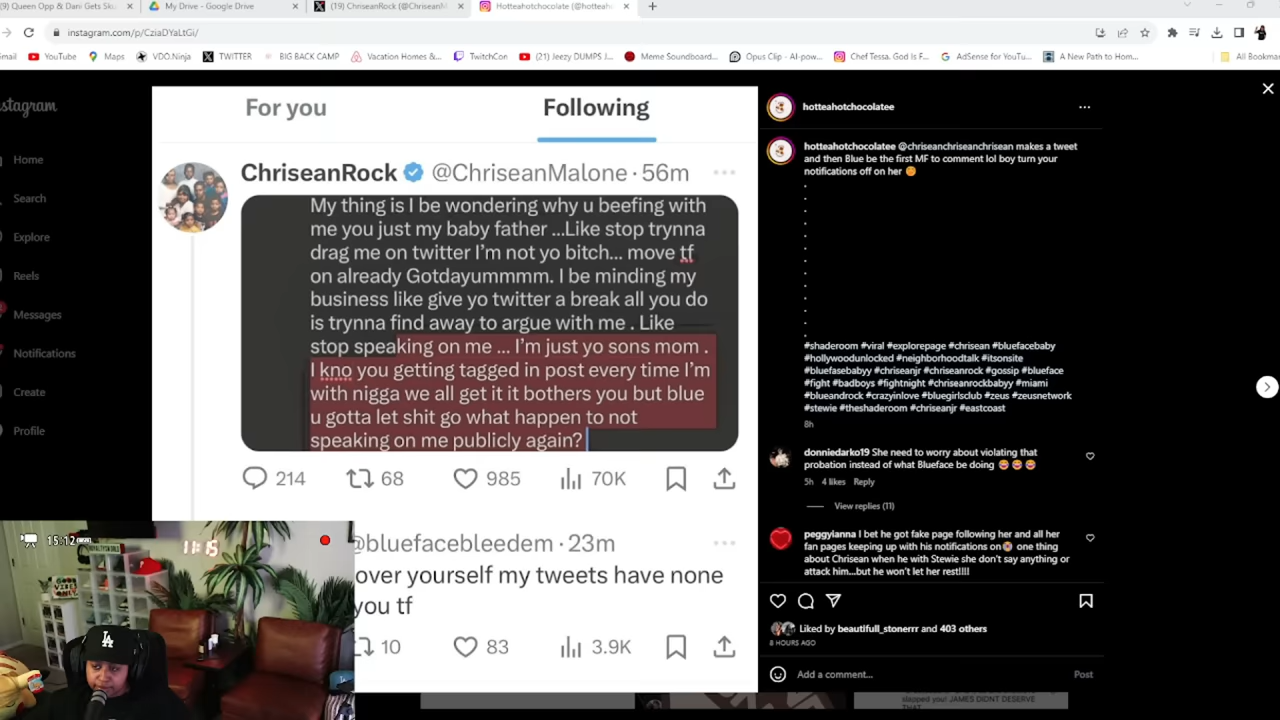 (9) Queen Opp & Dani Gets Sku
My Drive - Google Drive
(19) ChriseanRock (@ChriseanM
Hotteahotchocolate (@hotteah
instagram.com/p/CziaDYaLtGi/
mail
YouTube
Maps
VDO.Ninja
TWITTER
BIG BACK CAMP
Vacation Homes &...
TwitchCon
(21) Jeezy DUMPS J...
Meme Soundboard...
Opus Clip - AI-pow...
Chef Tessa. God Is F...
AdSense for YouTu...
A New Path to Hom...
All Bookmar
nstagram
Home
Search
Explore
Reels
Messages
Notifications
Create
Profile
For you
Following
ChriseanRock @ChriseanMalone · 56m
My thing is I be wondering why u beefing with
me you just my baby father ...Like stop trynna
drag me on twitter I'm not yo bitch... move tf
on already Gotdayummmm. I be minding my
business like give yo twitter a break all you do
is trynna find away to argue with me . Like
stop speaking on me ... I'm just yo sons mom .
I kno you getting tagged in post every time I'm
with nigga we all get it it bothers you but blue
u gotta let shit go what happen to not
speaking on me publicly again?
214
68
985
70K
@bluefacebleedem · 23m
over yourself my tweets have none
you tf
10
83
3.9K
15:12
11:15
LA
hotteahotchocolatee
hotteahotchocolatee @chriseanchriseanchrisean makes a tweet
and then Blue be the first MF to comment lol boy turn your
notifications off on her
.
.
.
.
.
.
.
.
.
.
.
.
.
#shaderoom #viral #explorepage #chrisean #bluefacebaby
#hollywoodunlocked #neighborhoodtalk #itsonsite
#bluefasebabyy #chriseanjr #chriseanrock #gossip #blueface
#fight #badboys #fightnight #chriseanrockbabyy #miami
#blueandrock #crazyinlove #bluegirlsclub #zeus #zeusnetwork
#stewie #theshaderoom #chriseanjr #eastcoast
8h
donniedarko19 She need to worry about violating that
probation instead of what Blueface be doing
5h 4 likes Reply
View replies (11)
peggyianna I bet he got fake page following her and all her
fan pages keeping up with his notifications on one thing
about Chrisean when he with Stewie she don't say anything or
attack him...but he won't let her rest!!!!
Liked by beautifull_stonerrr and 403 others
8 HOURS AGO
Add a comment...
Post
slapped you! JAMES DIDNT DESERVE
THAT